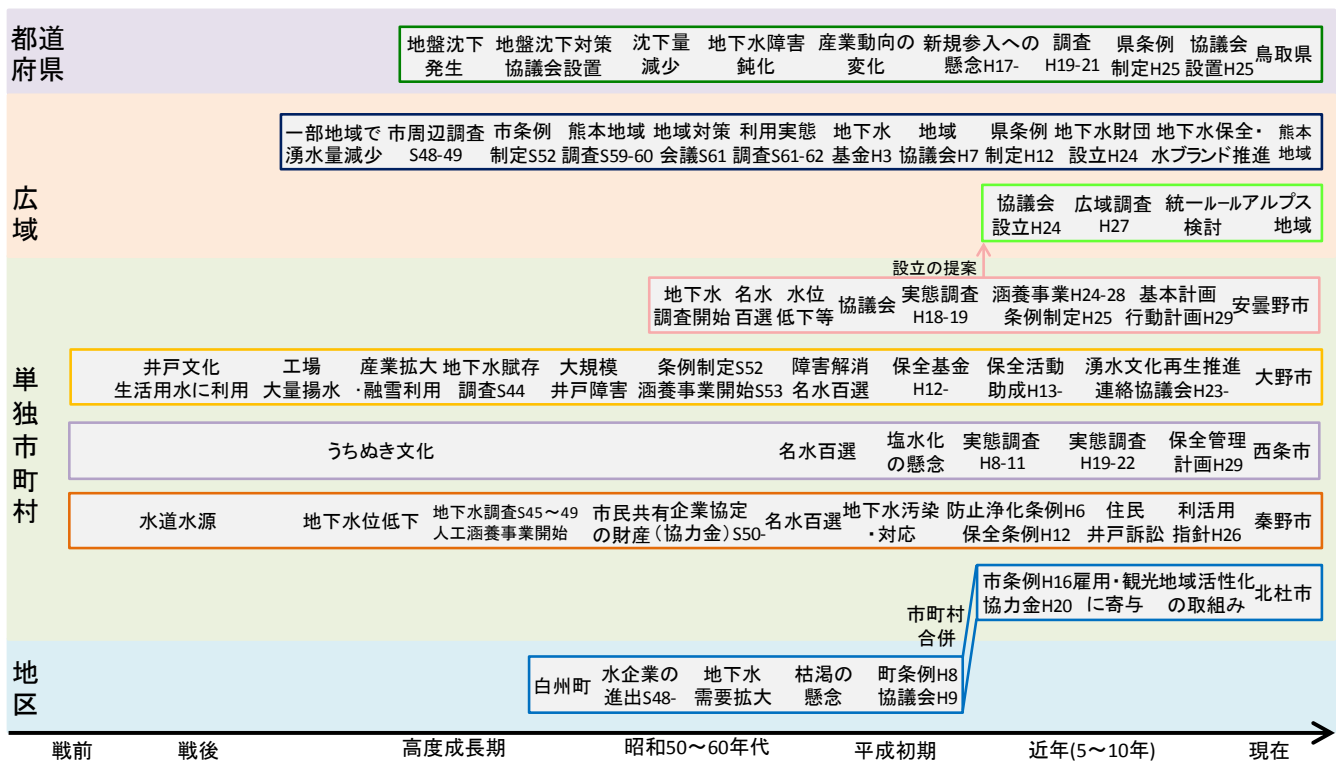 都道
府県
地盤沈下
発生
地盤沈下対策
協議会設置
沈下量
減少
地下水障害
鈍化
産業動向の
変化
新規参入への
懸念H17-
調査
H19-21
県条例
制定H25
協議会
設置H25
鳥取県
広
域
一部地域で
湧水量減少
市周辺調査
S48-49
市条例
制定S52
熊本地域
調査S59-60
地域対策
会議S61
利用実態
調査S61-62
地下水
基金H3
地域
協議会H7
県条例
制定H12
地下水財団
設立H24
地下水保全・
水ブランド推進
熊本
地域
協議会
設立H24
広域調査
H27
統一ルール
検討
アルプス
地域
設立の提案
単
独
市
町
村
地下水
調査開始
名水
百選
水位
低下等
協議会
実態調査
H18-19
涵養事業H24-28
条例制定H25
基本計画
行動計画H29
安曇野市
井戸文化
生活用水に利用
工場
大量揚水
産業拡大
・融雪利用
地下水賦存
調査S44
大規模
井戸障害
条例制定S52
涵養事業開始S53
障害解消
名水百選
保全基金
H12-
保全活動
助成H13-
湧水文化再生推進
連絡協議会H23-
大野市
うちぬき文化
名水百選
塩水化
の懸念
実態調査
H8-11
実態調査
H19-22
保全管理
計画H29
西条市
水道水源
地下水位低下
地下水調査S45～49
人工涵養事業開始
市民共有
の財産
企業協定
（協力金）S50-
名水百選
地下水汚染
・対応
防止浄化条例H6
保全条例H12
住民
井戸訴訟
利活用
指針H26
秦野市
市条例H16
協力金H20
雇用・観光
に寄与
地域活性化
の取組み
北杜市
市町村
合併
地
区
白州町
水企業の
進出S48-
地下水
需要拡大
枯渇の
懸念
町条例H8
協議会H9
戦前
戦後
高度成長期
昭和50～60年代
平成初期
近年(5～10年)
現在